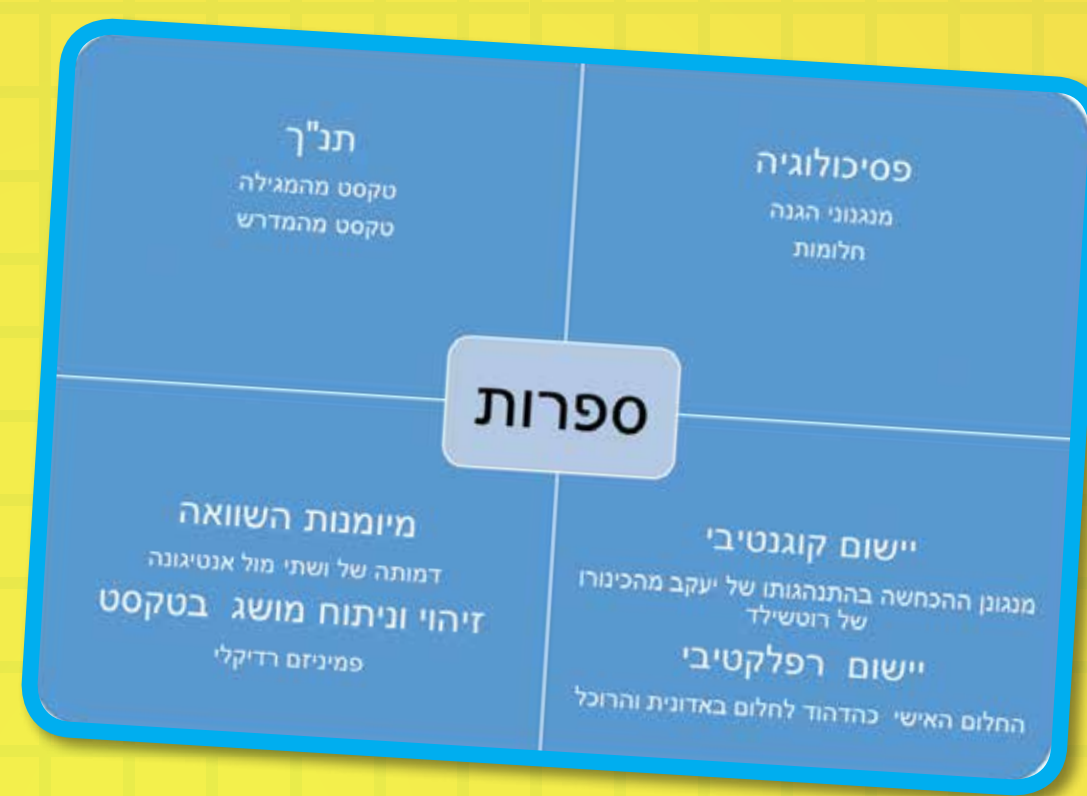 פסיכולוגיה
מנגנוני הגנה
חלומות
תנ"ך
טקסט מהמגילה
טקסט מהמדרש
ספרות
יישום קוגנטיבי
מנגנון ההכחשה בהתנהגותו של יעקב מהכינורו
של רוטשילד
יישום רפלקטיבי
החלום האישי כהדהוד לחלום באדונית והרוכל
מיומנות השוואה
דמותה של ושתי מול אנטיגונה
זיהוי וניתוח מושג בטקסט
פמיניזם רדיקלי